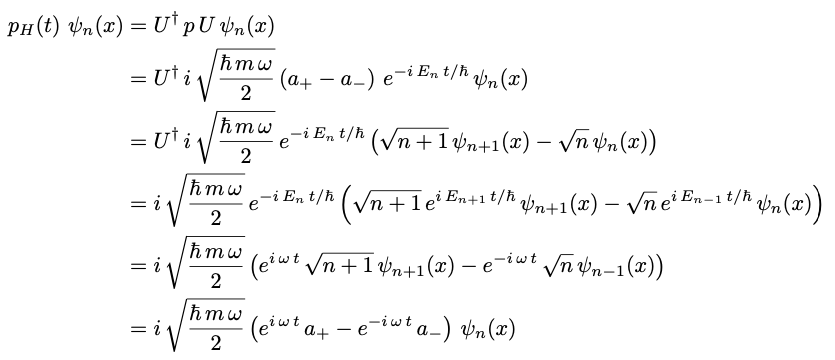 p_H(t) ψ_n(x) = U† p U ψ_n(x)
= U† i √(ħ m ω / 2) (a_+ − a_−) e^{−i E_n t/ħ} ψ_n(x)
= U† i √(ħ m ω / 2) e^{−i E_n t/ħ} (√(n+1) ψ_{n+1}(x) − √n ψ_n(x))
= i √(ħ m ω / 2) e^{−i E_n t/ħ} (√(n+1) e^{i E_{n+1} t/ħ} ψ_{n+1}(x) − √n e^{i E_{n−1} t/ħ} ψ_n(x))
= i √(ħ m ω / 2) (e^{i ω t} √(n+1) ψ_{n+1}(x) − e^{−i ω t} √n ψ_{n−1}(x))
= i √(ħ m ω / 2) (e^{i ω t} a_+ − e^{−i ω t} a_−) ψ_n(x)